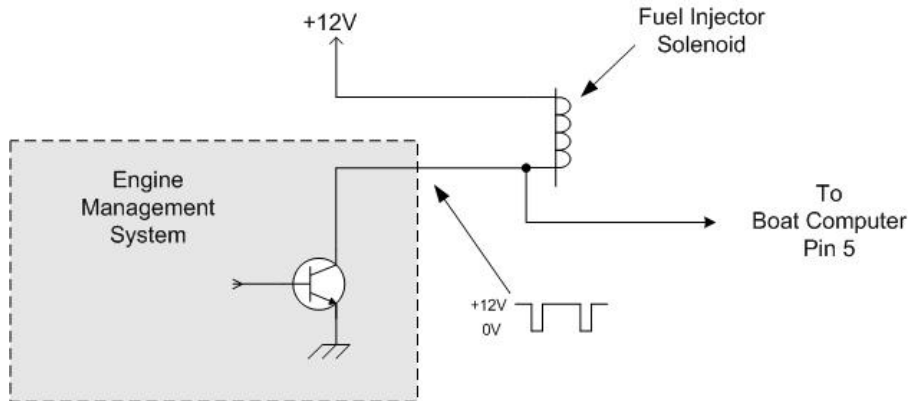 +12V
Fuel Injector
Solenoid
Engine
Management
System
To
Boat Computer
Pin 5
+12V
0V